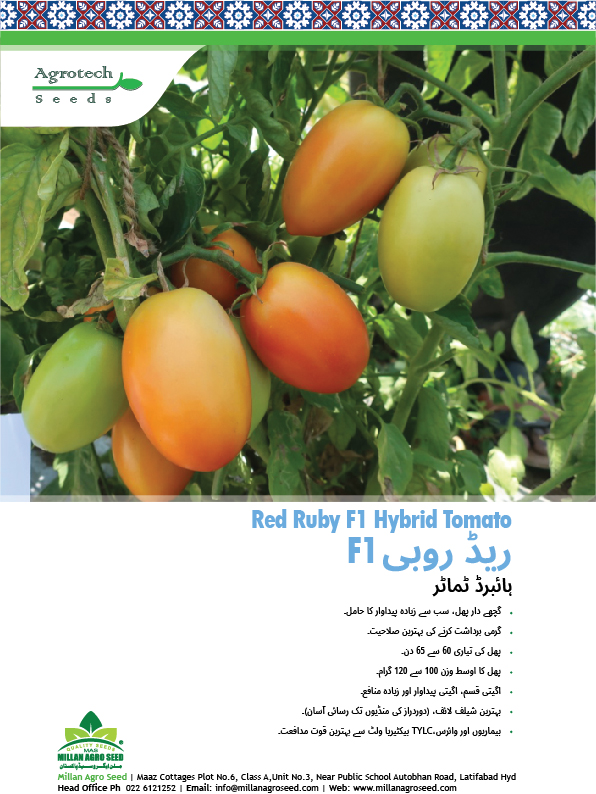 Agrotech
Seeds
Red Ruby F1 Hybrid Tomato
ریڈ روبی F1
ہائبرڈ ٹماٹر
• گچھے دار پھل، سب سے زیادہ پیداوار کا حامل۔
• گرمی برداشت کرنے کی بہترین صلاحیت۔
• پھل کی تیاری 60 سے 65 دن۔
• پھل کا اوسط وزن 100 سے 120 گرام۔
• اگیتی قسم، اگیتی پیداوار اور زیادہ منافع۔
• بہترین شیلف لائف، (دوردراز کی منڈیوں تک رسائی آسان)۔
• بیماریوں اور وائرس، TYLC بیکٹیریا ولٹ سے بہترین قوت مدافعت۔
QUALITY SEEDS
MAS
MILLAN AGRO SEED
ملن ایگروسیڈ پاکستان
Millan Agro Seed | Maaz Cottages Plot No.6, Class A,Unit No.3, Near Public School Autobhan Road, Latifabad Hyd
Head Office Ph 022 6121252 | Email: info@millanagroseed.com | Web: www.millanagroseed.com